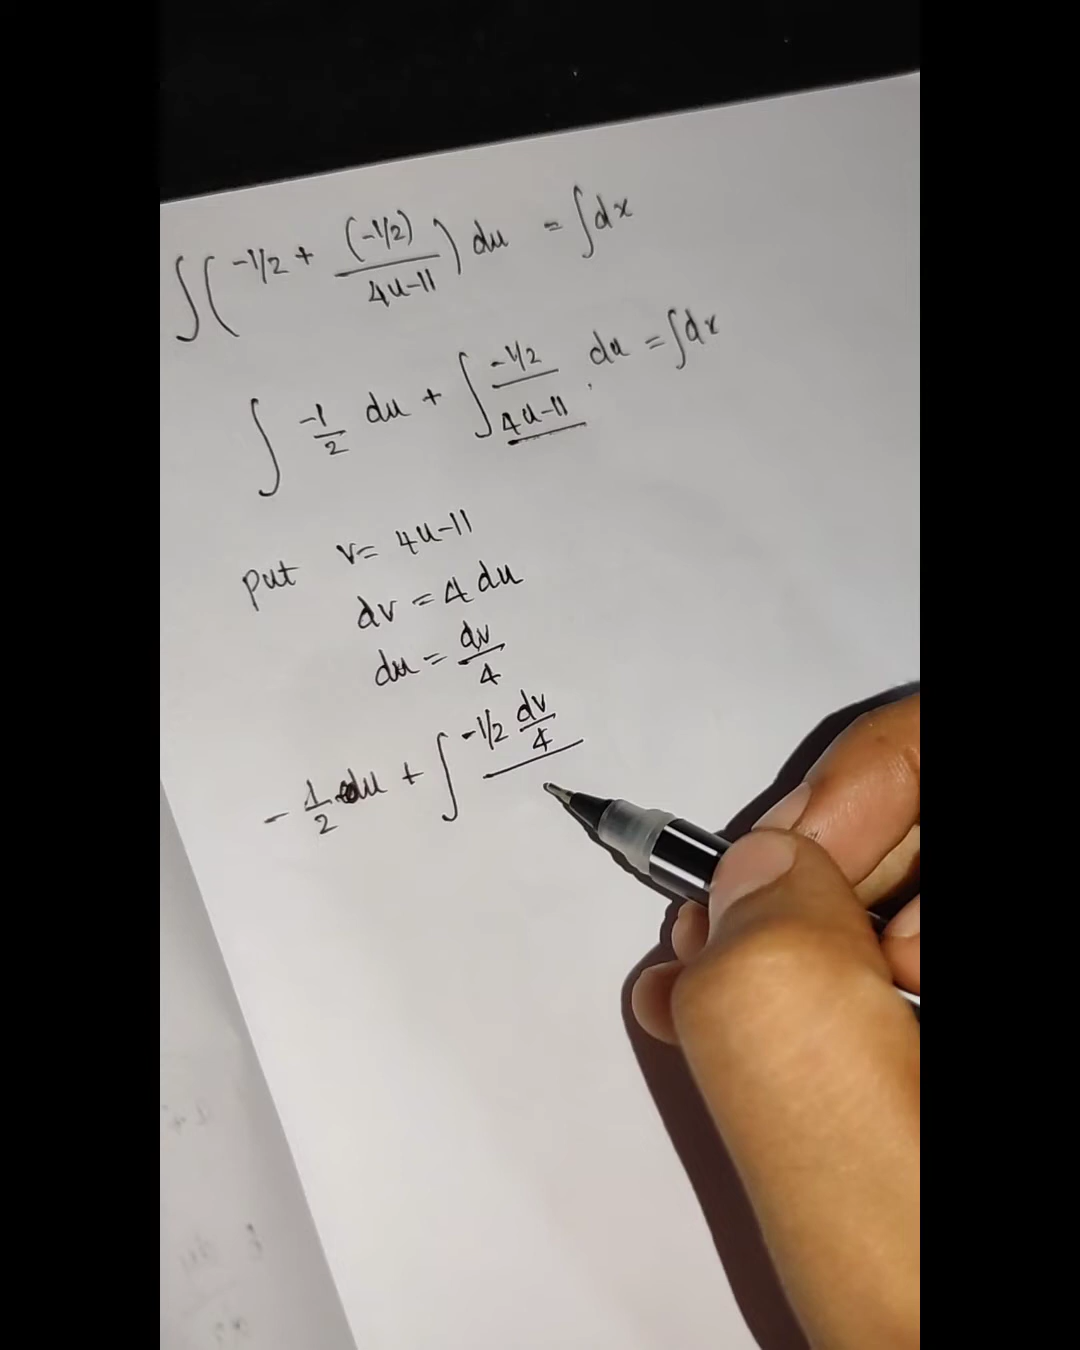 ∫(-1/2 + (-1/2)/(4u-11)) du = ∫dx
∫ -1/2 du + ∫ (-1/2)/(4u-11) . du = ∫dx
put v= 4u-11
dv = 4 du
du = dv/4
- 1/2 du + ∫ -1/2 dv/4